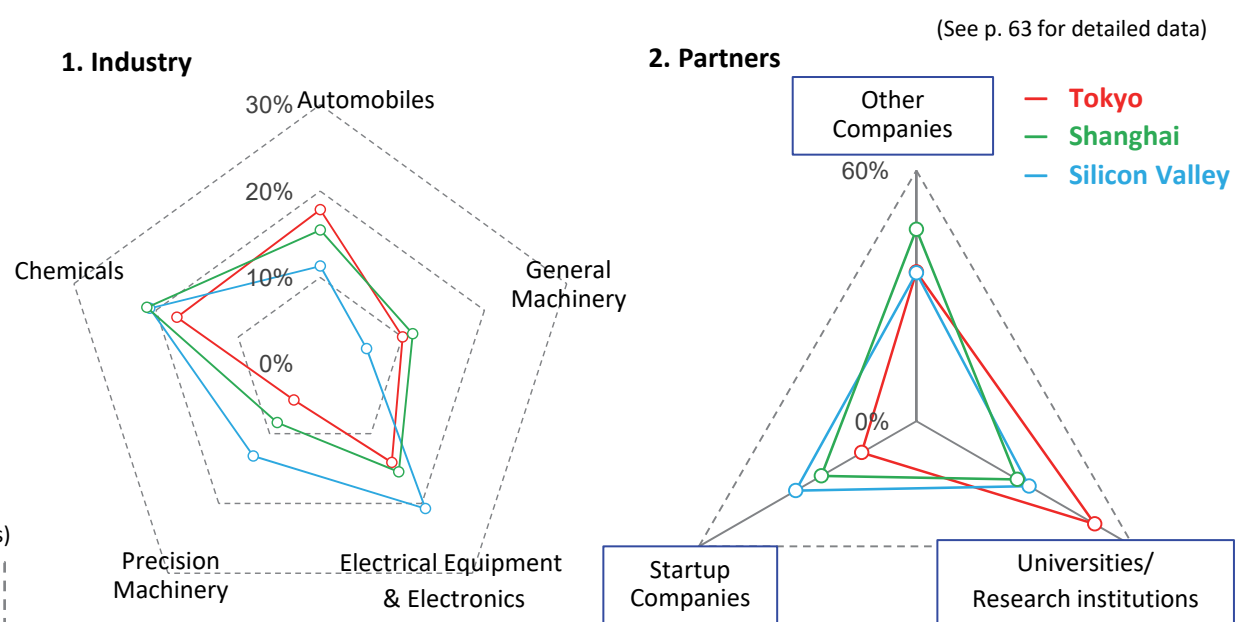 (See p. 63 for detailed data)
1. Industry
2. Partners
30%
Automobiles
20%
10%
0%
Chemicals
General
Machinery
s)
Precision
Machinery
Electrical Equipment
& Electronics
Other
Companies
Tokyo
Shanghai
Silicon Valley
60%
0%
Startup
Companies
Universities/
Research institutions